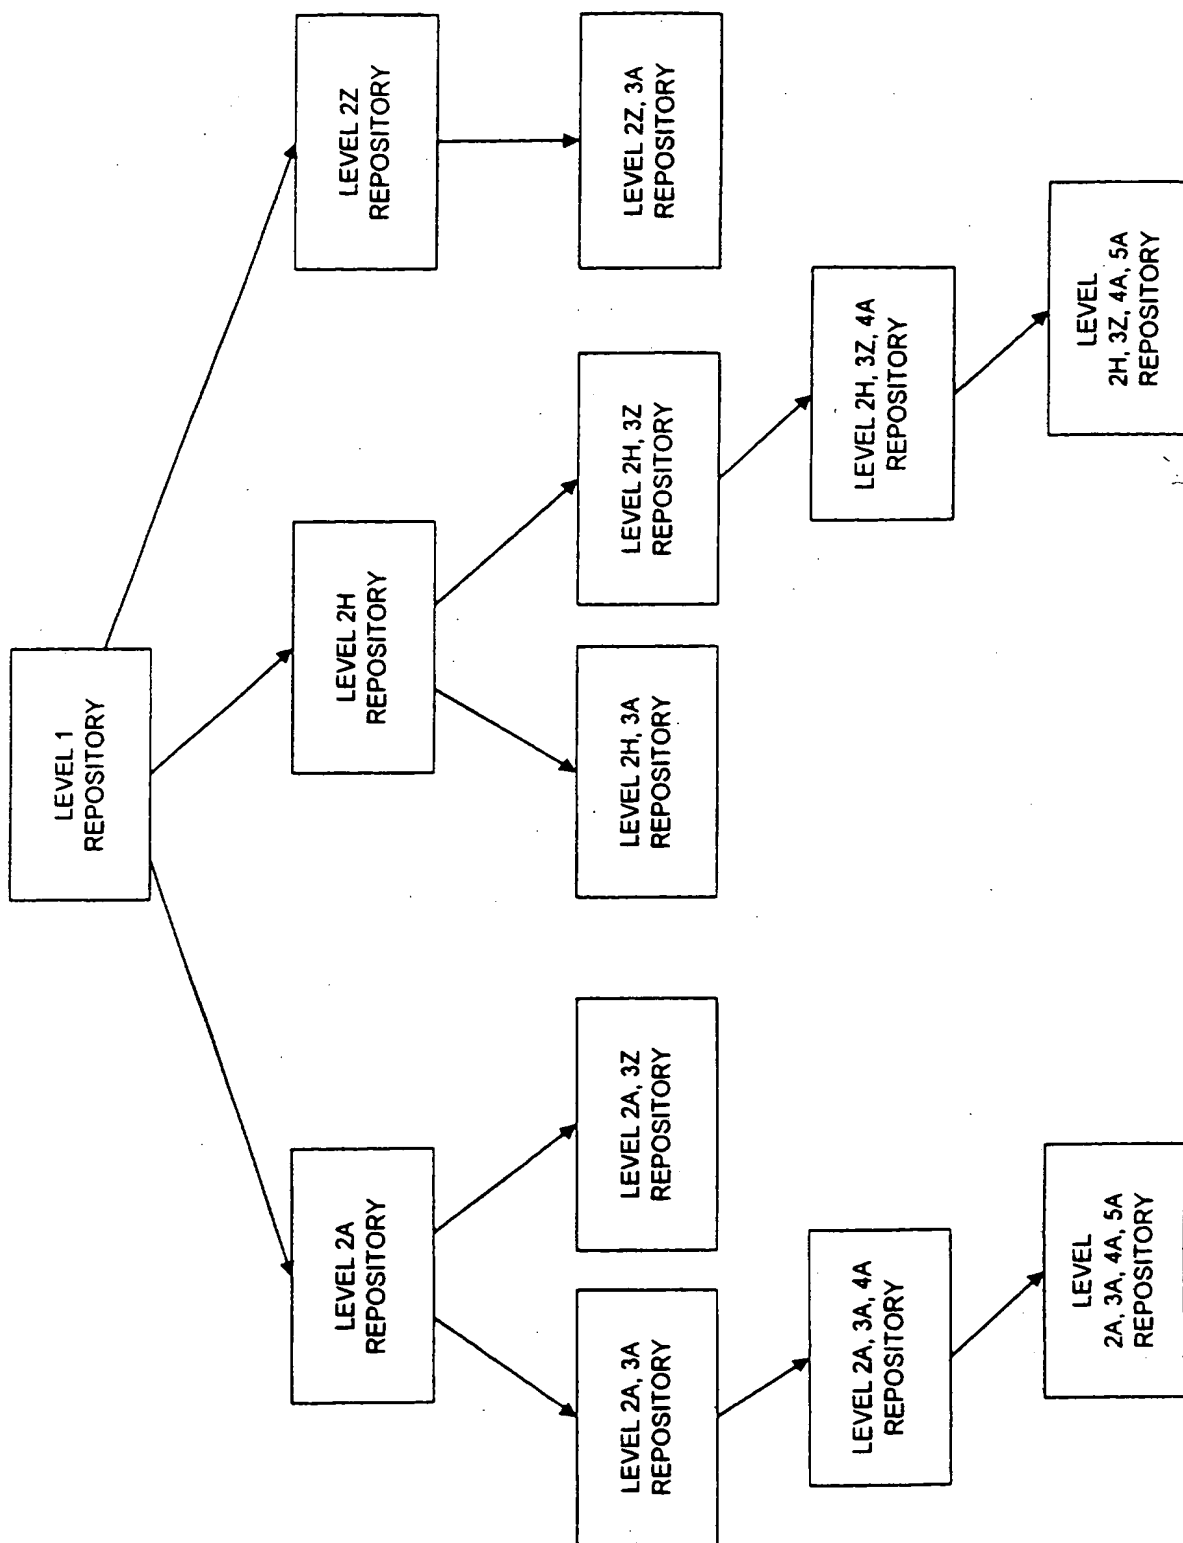 LEVEL 1
REPOSITORY
LEVEL 2A
REPOSITORY
LEVEL 2H
REPOSITORY
LEVEL 2Z
REPOSITORY
LEVEL 2A, 3A
REPOSITORY
LEVEL 2A, 3Z
REPOSITORY
LEVEL 2H, 3A
REPOSITORY
LEVEL 2H, 3Z
REPOSITORY
LEVEL 2Z, 3A
REPOSITORY
LEVEL 2A, 3A, 4A
REPOSITORY
LEVEL 2H, 3Z, 4A
REPOSITORY
LEVEL
2A, 3A, 4A, 5A
REPOSITORY
LEVEL
2H, 3Z, 4A, 5A
REPOSITORY